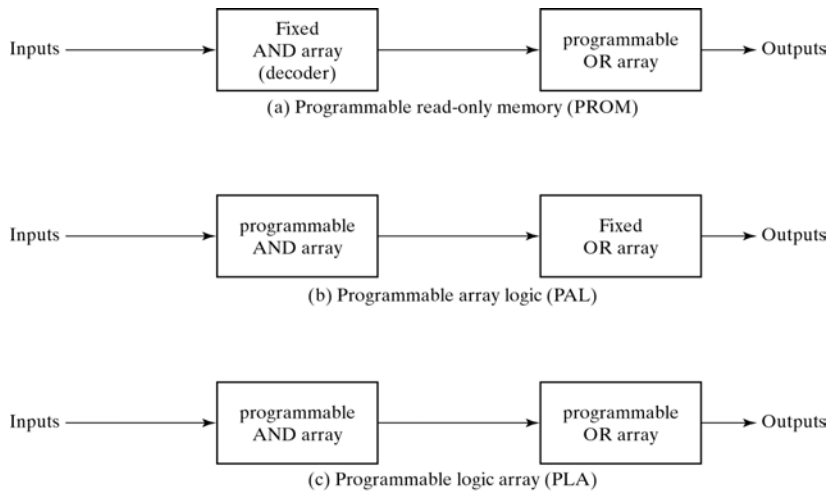 Inputs
Fixed
AND array
(decoder)
programmable
OR array
Outputs
(a) Programmable read-only memory (PROM)
Inputs
programmable
AND array
Fixed
OR array
Outputs
(b) Programmable array logic (PAL)
Inputs
programmable
AND array
programmable
OR array
Outputs
(c) Programmable logic array (PLA)